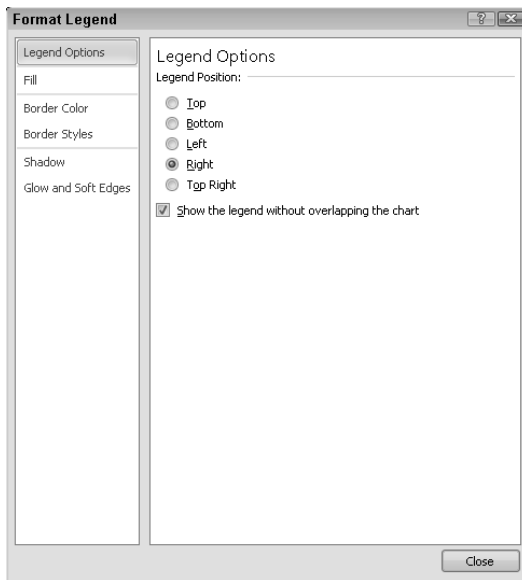 Format Legend
Legend Options
Fill
Border Color
Border Styles
Shadow
Glow and Soft Edges
Legend Options
Legend Position:
Top
Bottom
Left
Right
Top Right
Show the legend without overlapping the chart
Close